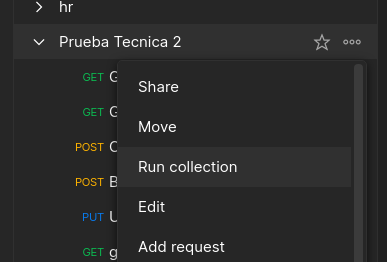 hr
Prueba Tecnica 2
GET G
GET G
POST C
POST B
PUT U
GET g
Share
Move
Run collection
Edit
Add request